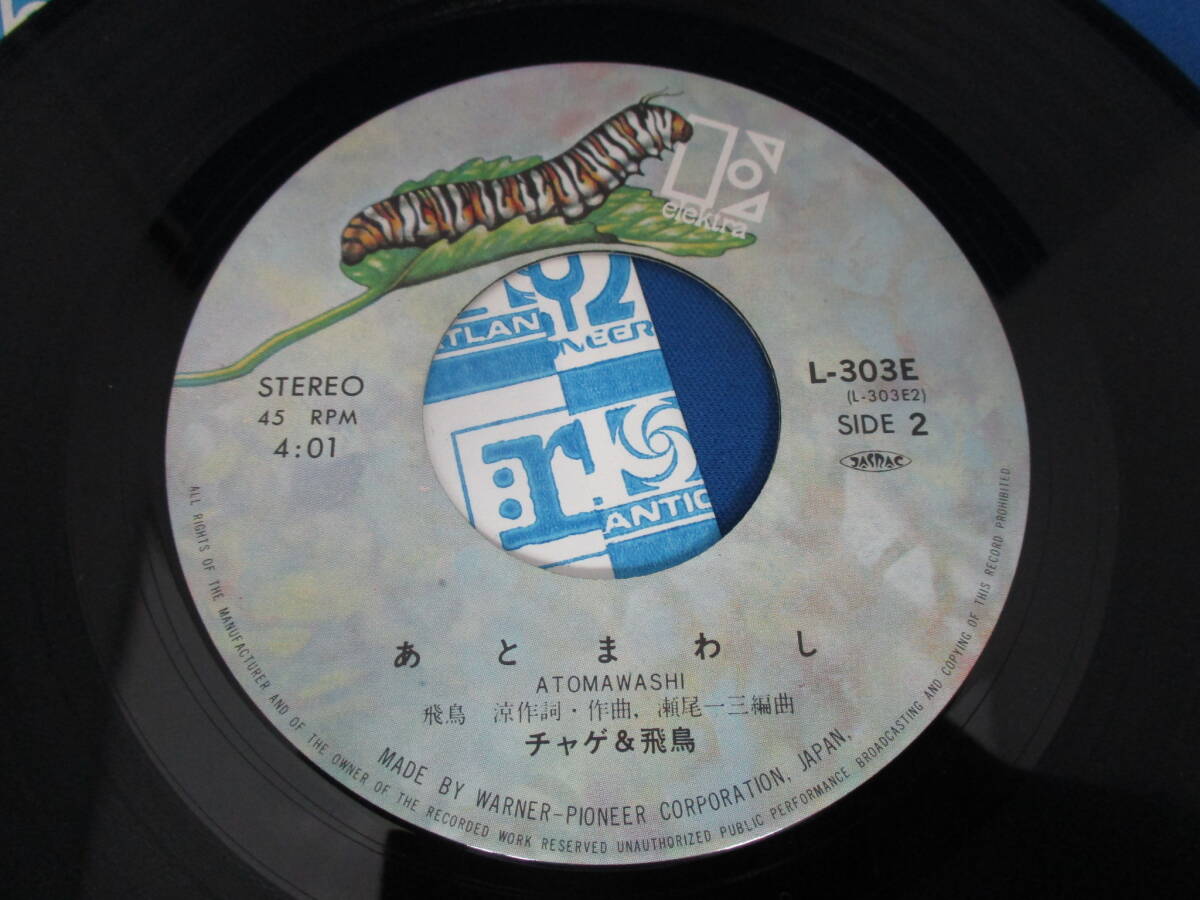 elektra
STEREO
45 RPM
4:01
L-303E
(L-303E2)
SIDE 2
JASRAC
ATLAN
ONEER
ANTIC
あとまわし
ATOMAWASHI
飛鳥 涼作詞・作曲, 瀬尾一三編曲
チャゲ&飛鳥
MADE BY WARNER-PIONEER CORPORATION, JAPAN,
ALL RIGHTS OF THE MANUFACTURER AND OF THE OWNER OF THE RECORDED WORK RESERVED UNAUTHORIZED PUBLIC PERFORMANCE BROADCASTING AND COPYING OF THIS RECORD PROHIBITED